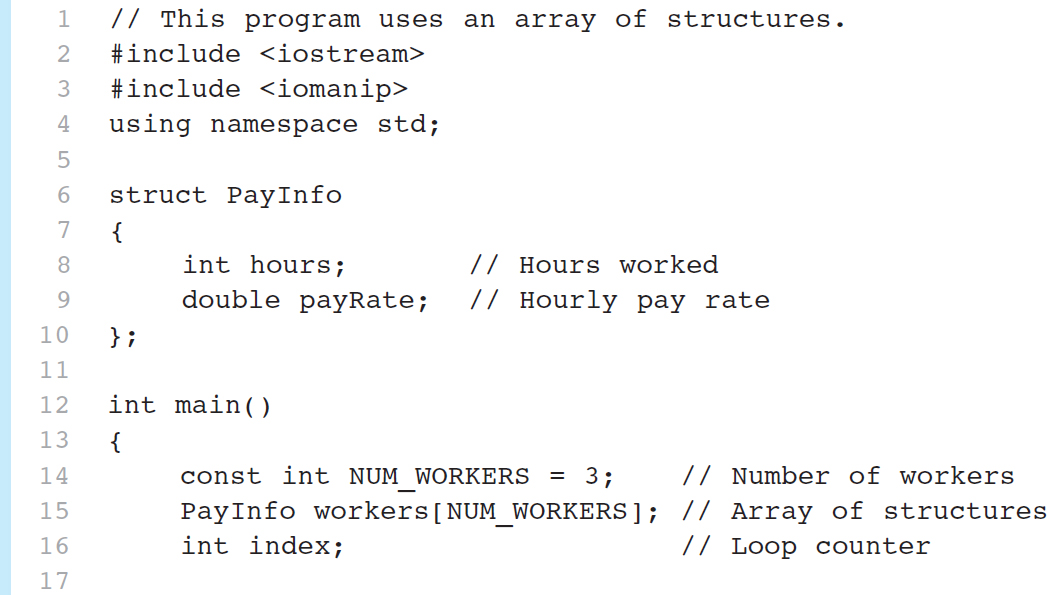 1 // This program uses an array of structures.
2 #include <iostream>
3 #include <iomanip>
4 using namespace std;
5
6 struct PayInfo
7 {
8     int hours;        // Hours worked
9     double payRate;   // Hourly pay rate
10 };
11
12 int main()
13 {
14     const int NUM_WORKERS = 3;    // Number of workers
15     PayInfo workers[NUM_WORKERS]; // Array of structures
16     int index;                    // Loop counter
17